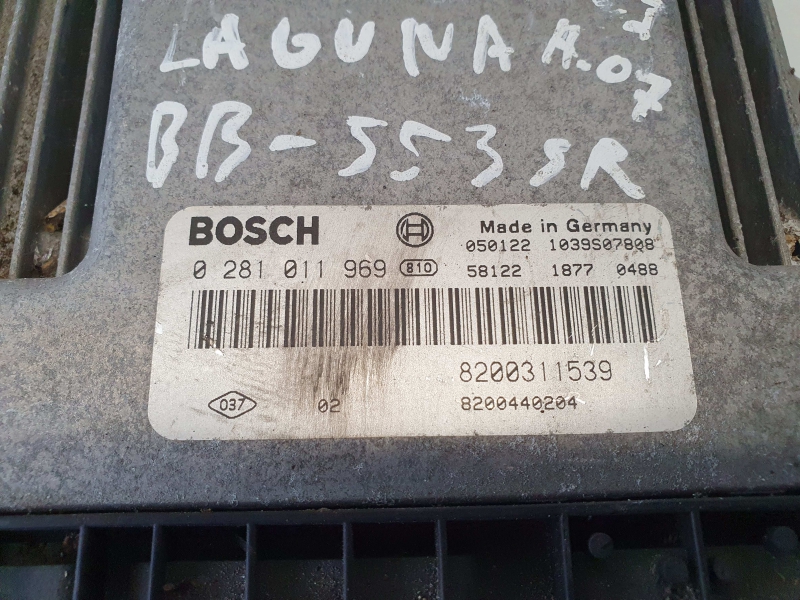 LAGUNA A.07
BB-553SR
BOSCH Made in Germany
050122 1039S07808
0 281 011 969 810 58122 1877 0488
8200311539
037 02 8200440204